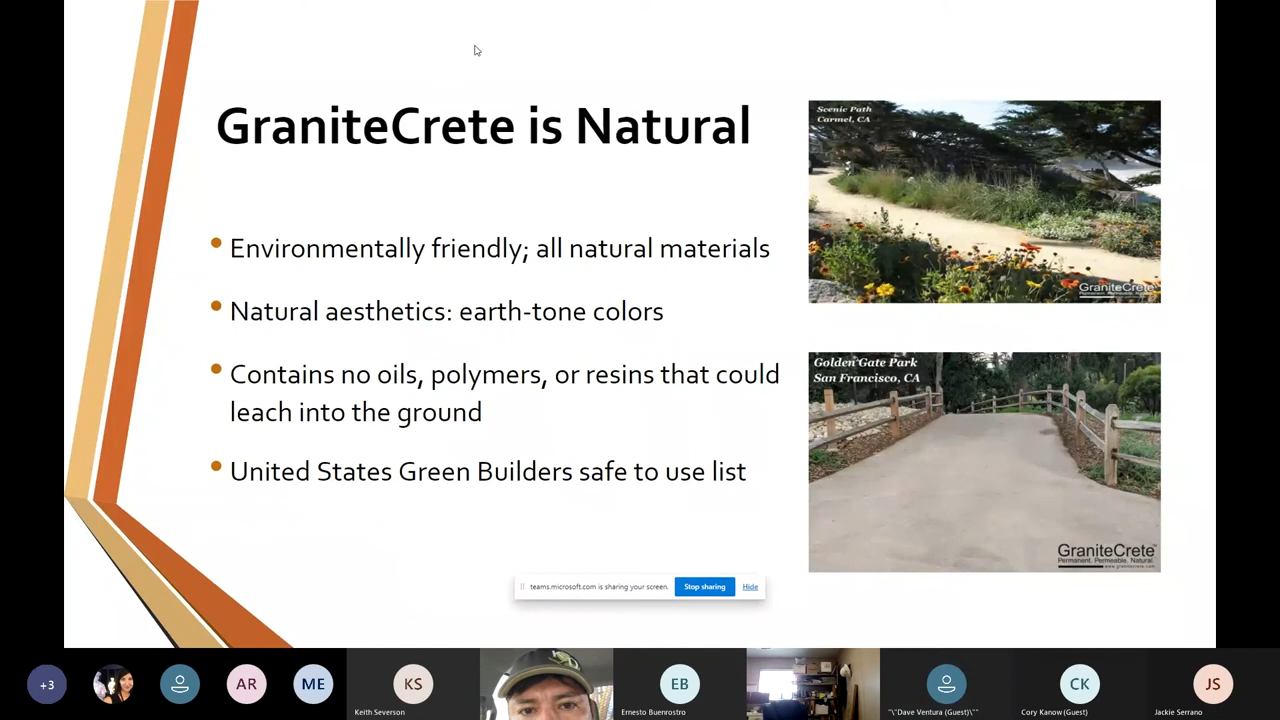 GraniteCrete is Natural
Scenic Path
Carmel, CA
GraniteCrete
• Environmentally friendly; all natural materials
• Natural aesthetics: earth-tone colors
• Contains no oils, polymers, or resins that could
leach into the ground
• United States Green Builders safe to use list
Golden Gate Park
San Francisco, CA
GraniteCrete™
Permanent. Permeable. Natural.
teams.microsoft.com is sharing your screen.
Stop sharing
Hide
+3
AR
ME
KS
Keith Severson
EB
Ernesto Buenrostro
"\"Dave Ventura (Guest)\""
CK
Cory Kanow (Guest)
JS
Jackie Serrano